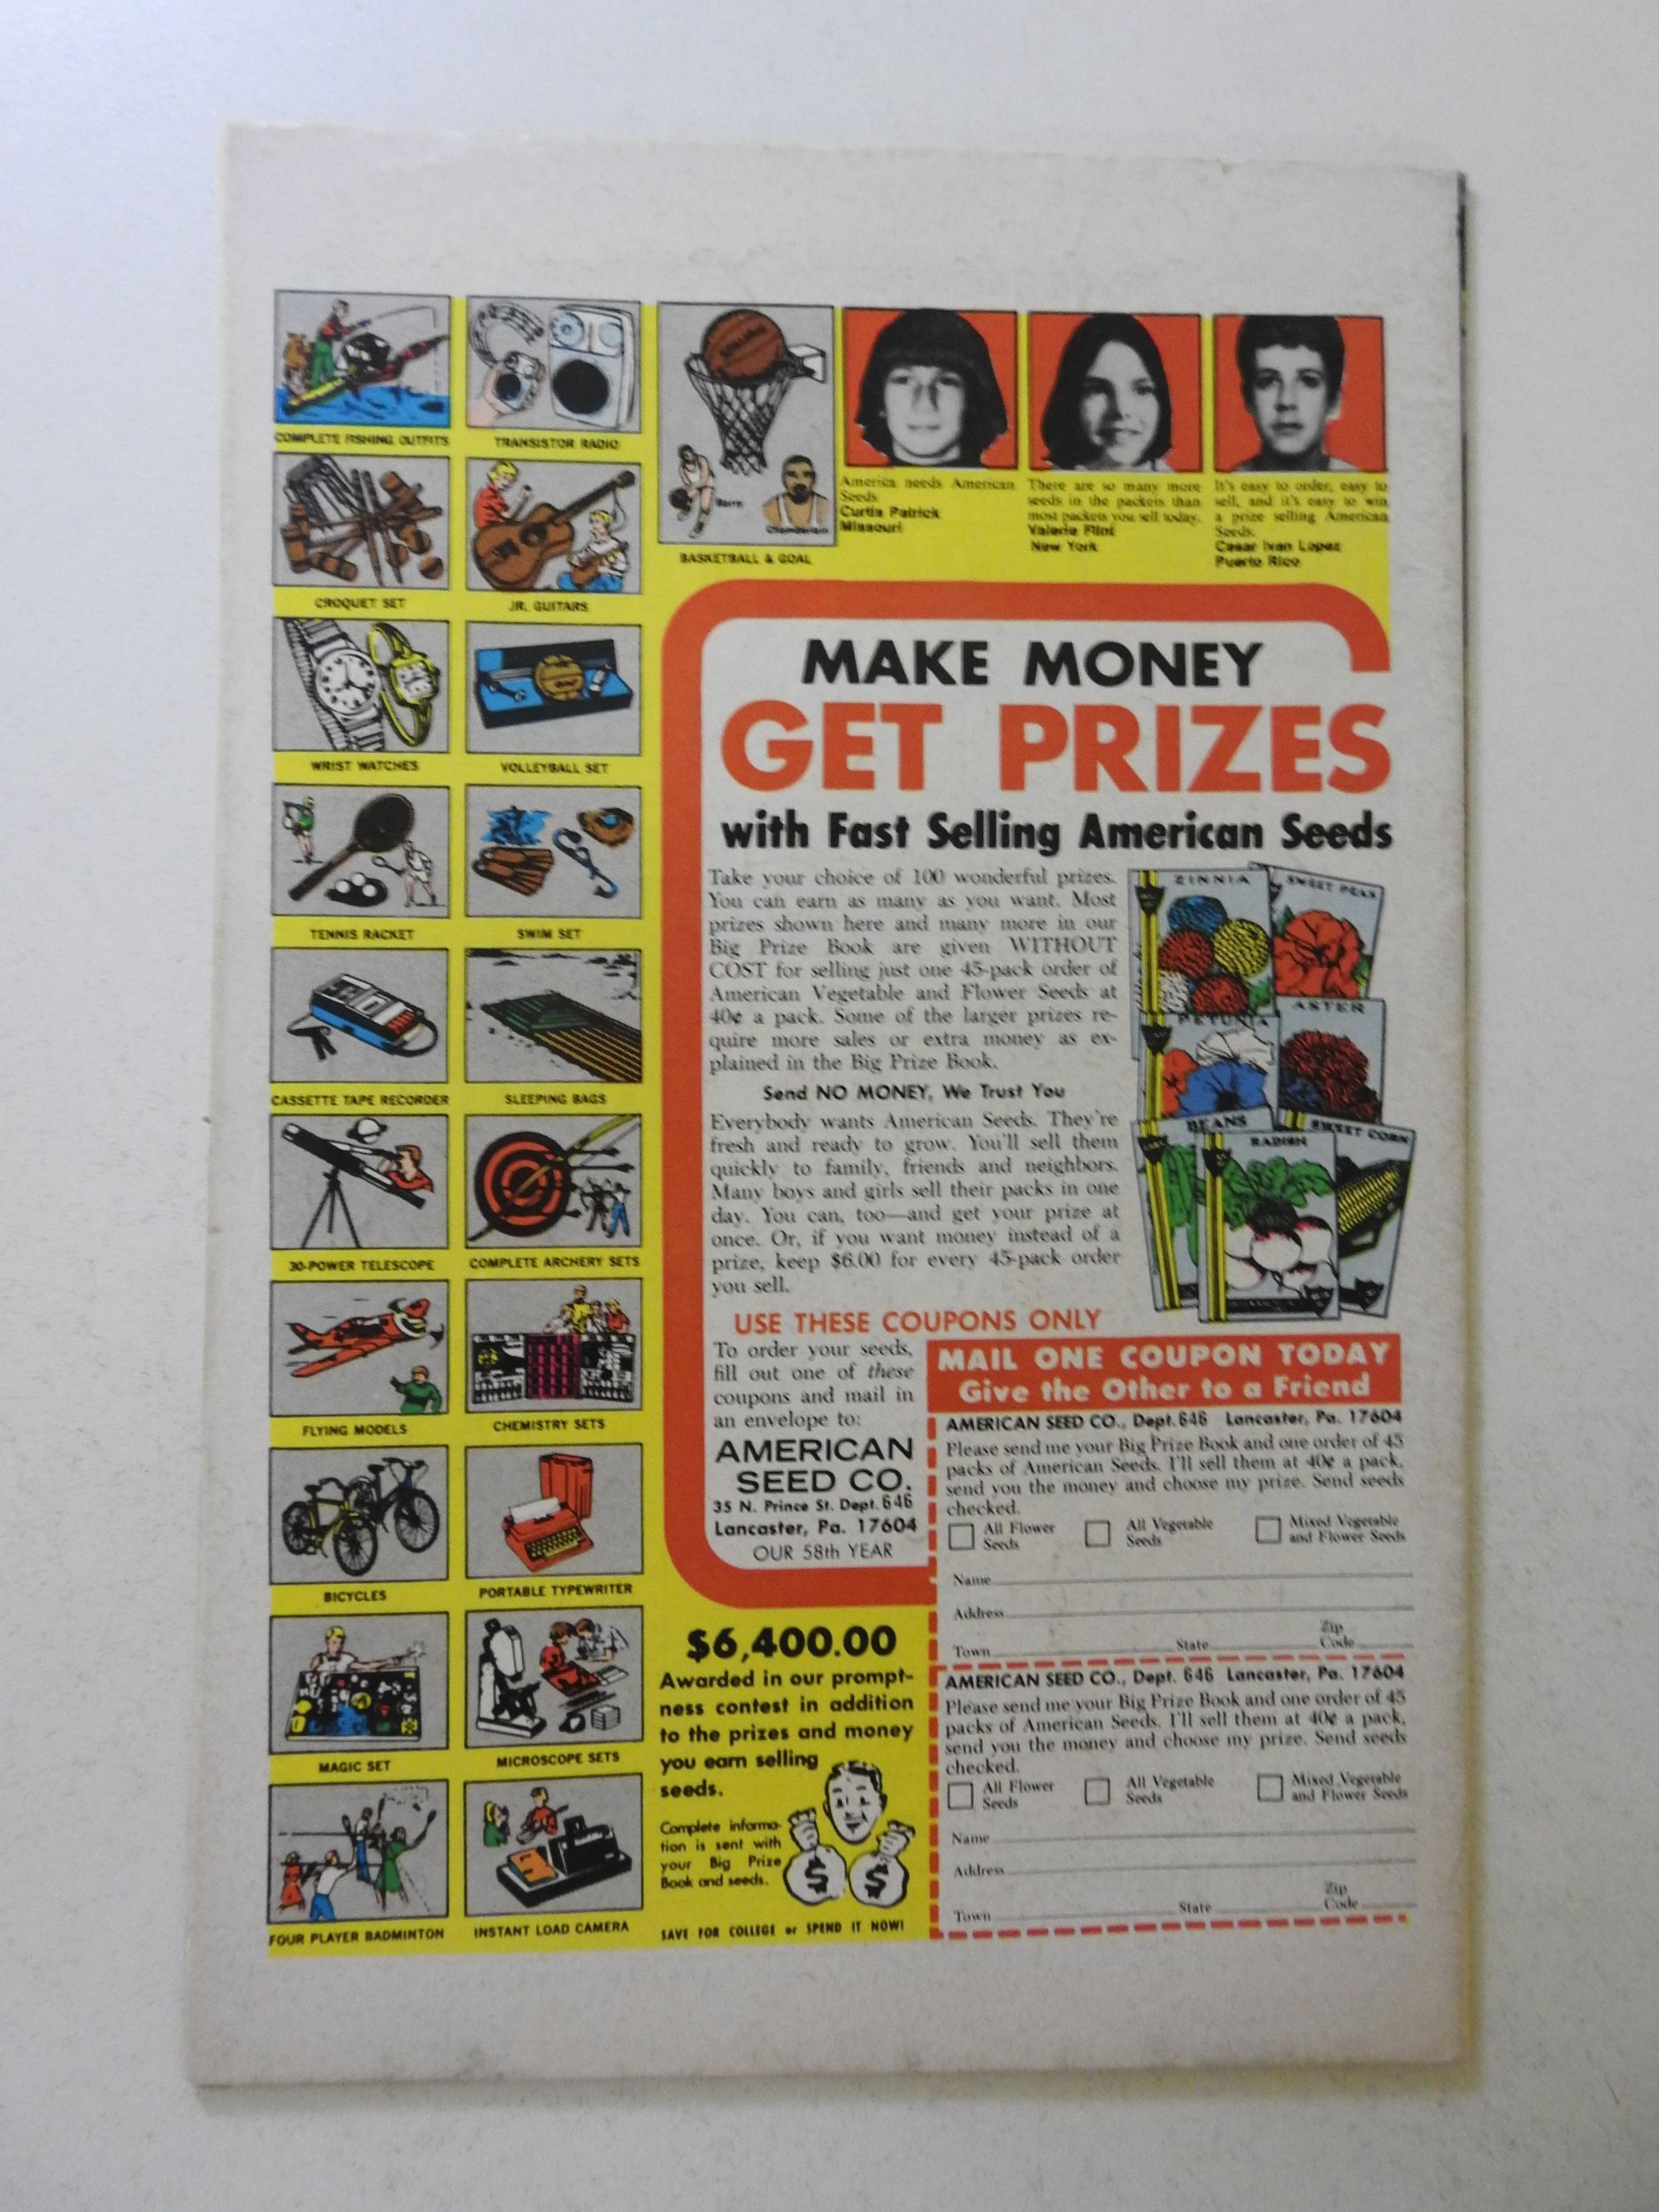 COMPLETE FISHING OUTFITS
TRANSISTOR RADIO
CROQUET SET
JR. GUITARS
WRIST WATCHES
VOLLEYBALL SET
TENNIS RACKET
SWIM SET
CASSETTE TAPE RECORDER
SLEEPING BAGS
30-POWER TELESCOPE
COMPLETE ARCHERY SETS
FLYING MODELS
CHEMISTRY SETS
BICYCLES
PORTABLE TYPEWRITER
MAGIC SET
MICROSCOPE SETS
FOUR PLAYER BADMINTON
INSTANT LOAD CAMERA
SPALDING
Barry
Chamberlain
BASKETBALL & GOAL
America needs American
Seeds
Curtis Patrick
Missouri
There are so many more
seeds in the packets than
most packets you sell today.
Valerie Flint
New York
It's easy to order, easy to
sell, and it's easy to win
a prize selling American
Seeds.
Cesar Ivan Lopez
Puerto Rico
MAKE MONEY
GET PRIZES
with Fast Selling American Seeds
Take your choice of 100 wonderful prizes.
You can earn as many as you want. Most
prizes shown here and many more in our
Big Prize Book are given WITHOUT
COST for selling just one 45-pack order of
American Vegetable and Flower Seeds at
40¢ a pack. Some of the larger prizes re-
quire more sales or extra money as ex-
plained in the Big Prize Book.
Send NO MONEY, We Trust You
Everybody wants American Seeds. They're
fresh and ready to grow. You'll sell them
quickly to family, friends and neighbors.
Many boys and girls sell their packs in one
day. You can, too—and get your prize at
once. Or, if you want money instead of a
prize, keep $6.00 for every 45-pack order
you sell.
ZINNIA
SWEET PEAS
PETUNIA
ASTER
BEANS
RADISH
SWEET CORN
USE THESE COUPONS ONLY
To order your seeds,
fill out one of these
coupons and mail in
an envelope to:
AMERICAN
SEED CO.
35 N. Prince St. Dept. 646
Lancaster, Pa. 17604
OUR 58th YEAR
MAIL ONE COUPON TODAY
Give the Other to a Friend
AMERICAN SEED CO., Dept. 646 Lancaster, Pa. 17604
Please send me your Big Prize Book and one order of 45
packs of American Seeds. I'll sell them at 40¢ a pack,
send you the money and choose my prize. Send seeds
checked.
All Flower
Seeds
All Vegetable
Seeds
Mixed Vegetable
and Flower Seeds
Name
Address
Town State Zip Code
AMERICAN SEED CO., Dept. 646 Lancaster, Pa. 17604
Please send me your Big Prize Book and one order of 45
packs of American Seeds. I'll sell them at 40¢ a pack,
send you the money and choose my prize. Send seeds
checked.
All Flower
Seeds
All Vegetable
Seeds
Mixed Vegetable
and Flower Seeds
Name
Address
Town State Zip Code
$6,400.00
Awarded in our prompt-
ness contest in addition
to the prizes and money
you earn selling
seeds.
Complete informa-
tion is sent with
your Big Prize
Book and seeds.
$ $
SAVE FOR COLLEGE or SPEND IT NOW!